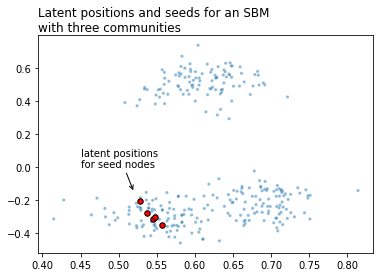 Latent positions and seeds for an SBM
with three communities
0.6
0.4
0.2
0.0
−0.2
−0.4
latent positions
for seed nodes
0.40 0.45 0.50 0.55 0.60 0.65 0.70 0.75 0.80